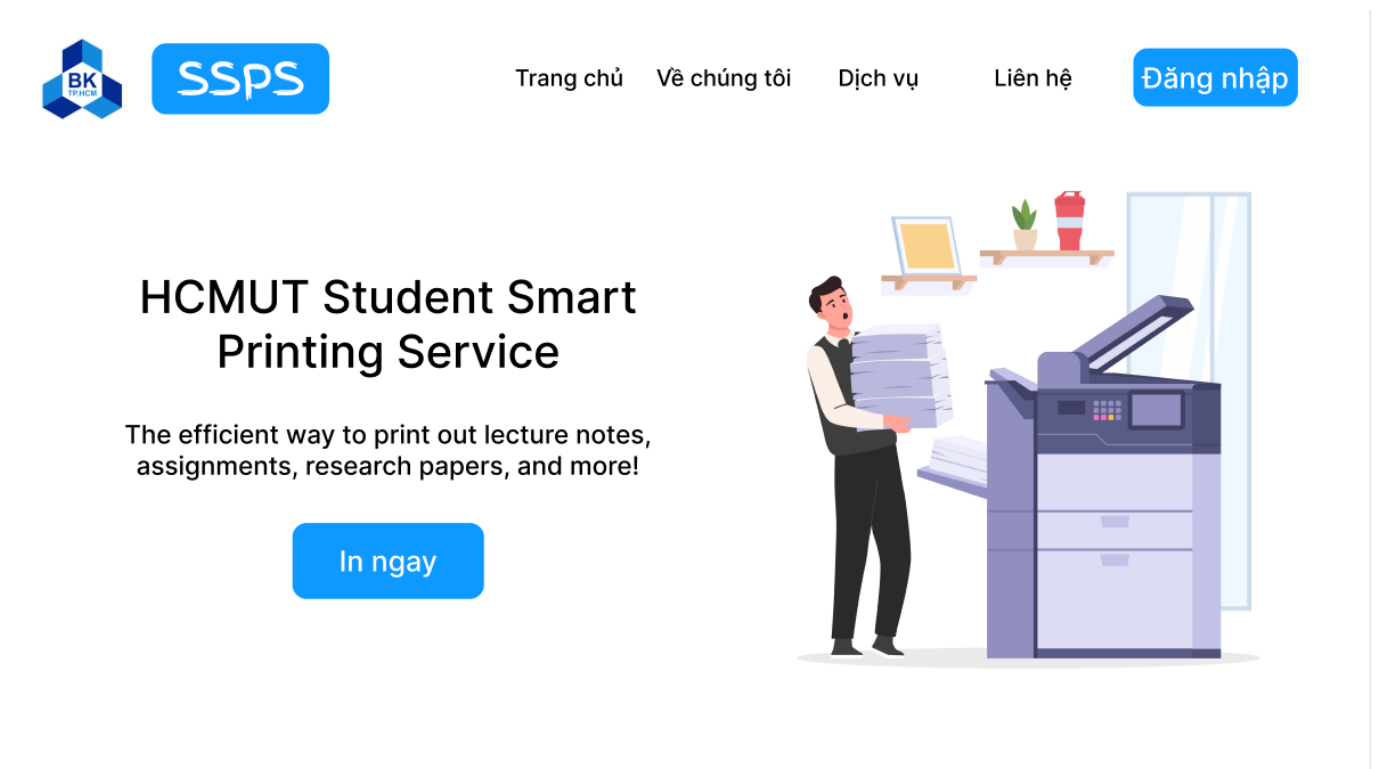 BK
TP.HCM
SSPS
Trang chủ Về chúng tôi Dịch vụ Liên hệ Đăng nhập
HCMUT Student Smart
Printing Service
The efficient way to print out lecture notes,
assignments, research papers, and more!
In ngay